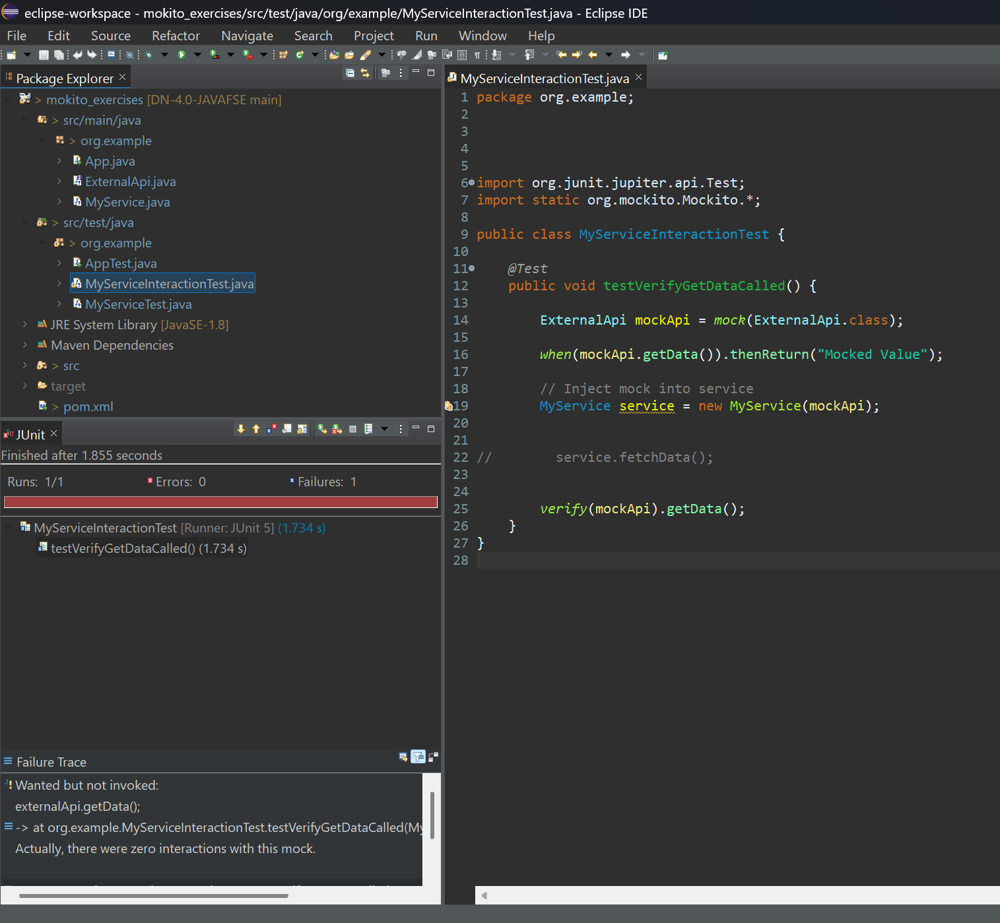 eclipse-workspace - mokito_exercises/src/test/java/org/example/MyServiceInteractionTest.java - Eclipse IDE
File Edit Source Refactor Navigate Search Project Run Window Help
Package Explorer
> mokito_exercises [DN-4.0-JAVAFSE main]
> src/main/java
> org.example
App.java
ExternalApi.java
MyService.java
> src/test/java
> org.example
AppTest.java
MyServiceInteractionTest.java
MyServiceTest.java
JRE System Library [JavaSE-1.8]
Maven Dependencies
> src
target
> pom.xml
JUnit
Finished after 1.855 seconds
Runs: 1/1 Errors: 0 Failures: 1
MyServiceInteractionTest [Runner: JUnit 5] (1.734 s)
testVerifyGetDataCalled() (1.734 s)
Failure Trace
Wanted but not invoked:
externalApi.getData();
-> at org.example.MyServiceInteractionTest.testVerifyGetDataCalled(My
Actually, there were zero interactions with this mock.
MyServiceInteractionTest.java
1 package org.example;
2
3
4
5
6 import org.junit.jupiter.api.Test;
7 import static org.mockito.Mockito.*;
8
9 public class MyServiceInteractionTest {
10
11 @Test
12 public void testVerifyGetDataCalled() {
13
14 ExternalApi mockApi = mock(ExternalApi.class);
15
16 when(mockApi.getData()).thenReturn("Mocked Value");
17
18 // Inject mock into service
19 MyService service = new MyService(mockApi);
20
21
22 // service.fetchData();
23
24
25 verify(mockApi).getData();
26 }
27 }
28